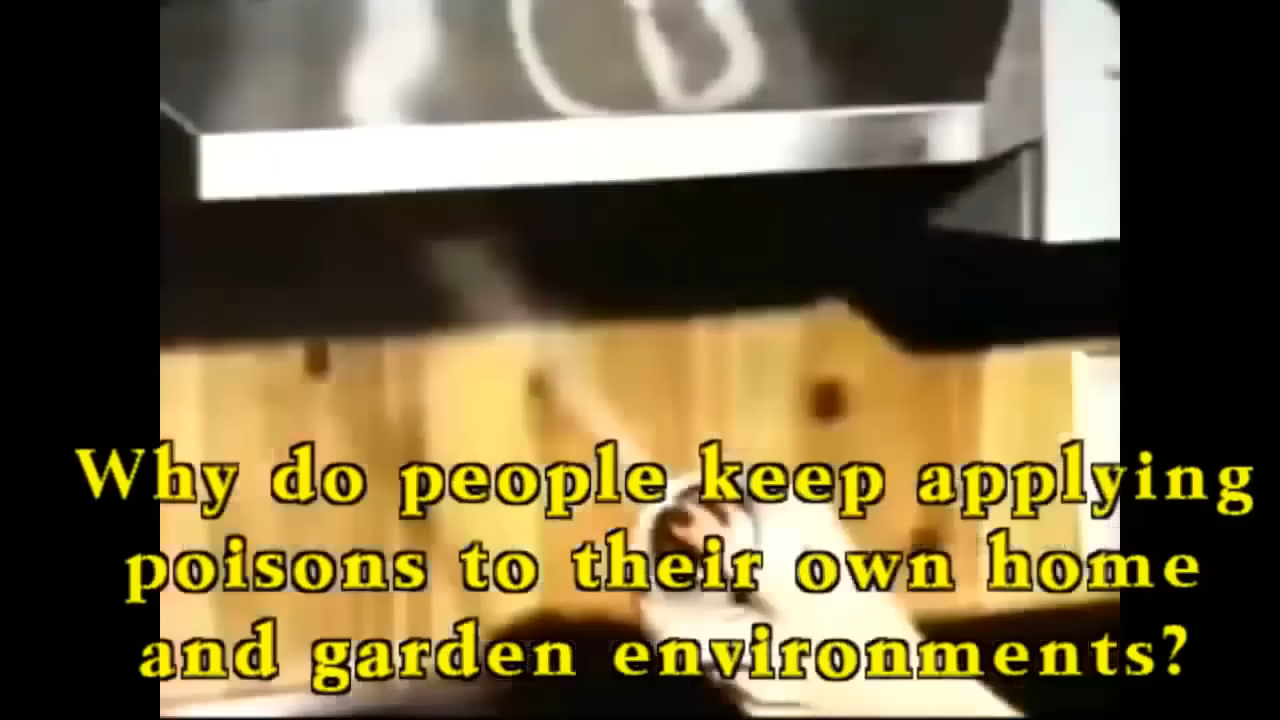 Why do people keep applying
poisons to their own home
and garden environments?